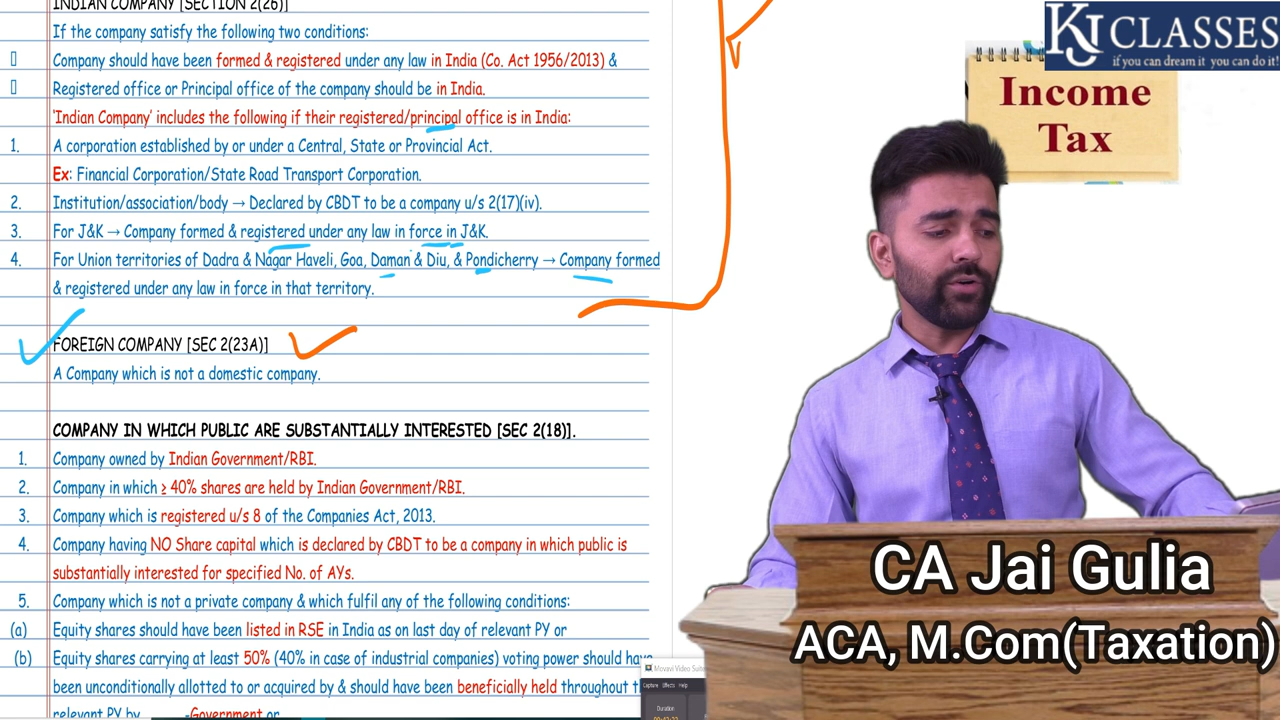 INDIAN COMPANY [SECTION 2(26)]
If the company satisfy the following two conditions:
Company should have been formed & registered under any law in India (Co. Act 1956/2013) &
Registered office or Principal office of the company should be in India.
'Indian Company' includes the following if their registered/principal office is in India:
1. A corporation established by or under a Central, State or Provincial Act.
Ex: Financial Corporation/State Road Transport Corporation.
2. Institution/association/body → Declared by CBDT to be a company u/s 2(17)(iv).
3. For J&K → Company formed & registered under any law in force in J&K.
4. For Union territories of Dadra & Nagar Haveli, Goa, Daman & Diu, & Pondicherry → Company formed
& registered under any law in force in that territory.
FOREIGN COMPANY [SEC 2(23A)]
A Company which is not a domestic company.
COMPANY IN WHICH PUBLIC ARE SUBSTANTIALLY INTERESTED [SEC 2(18)].
1. Company owned by Indian Government/RBI.
2. Company in which ≥ 40% shares are held by Indian Government/RBI.
3. Company which is registered u/s 8 of the Companies Act, 2013.
4. Company having NO Share capital which is declared by CBDT to be a company in which public is
substantially interested for specified No. of AYs.
5. Company which is not a private company & which fulfil any of the following conditions:
(a) Equity shares should have been listed in RSE in India as on last day of relevant PY or
(b) Equity shares carrying at least 50% (40% in case of industrial companies) voting power should have
been unconditionally allotted to or acquired by & should have been beneficially held throughout
relevant PY by -Government or
KJ CLASSES
if you can dream it you can do it!
Income
Tax
CA Jai Gulia
ACA, M.Com(Taxation)
Movavi Video Suite
Capture Effects Help
Duration